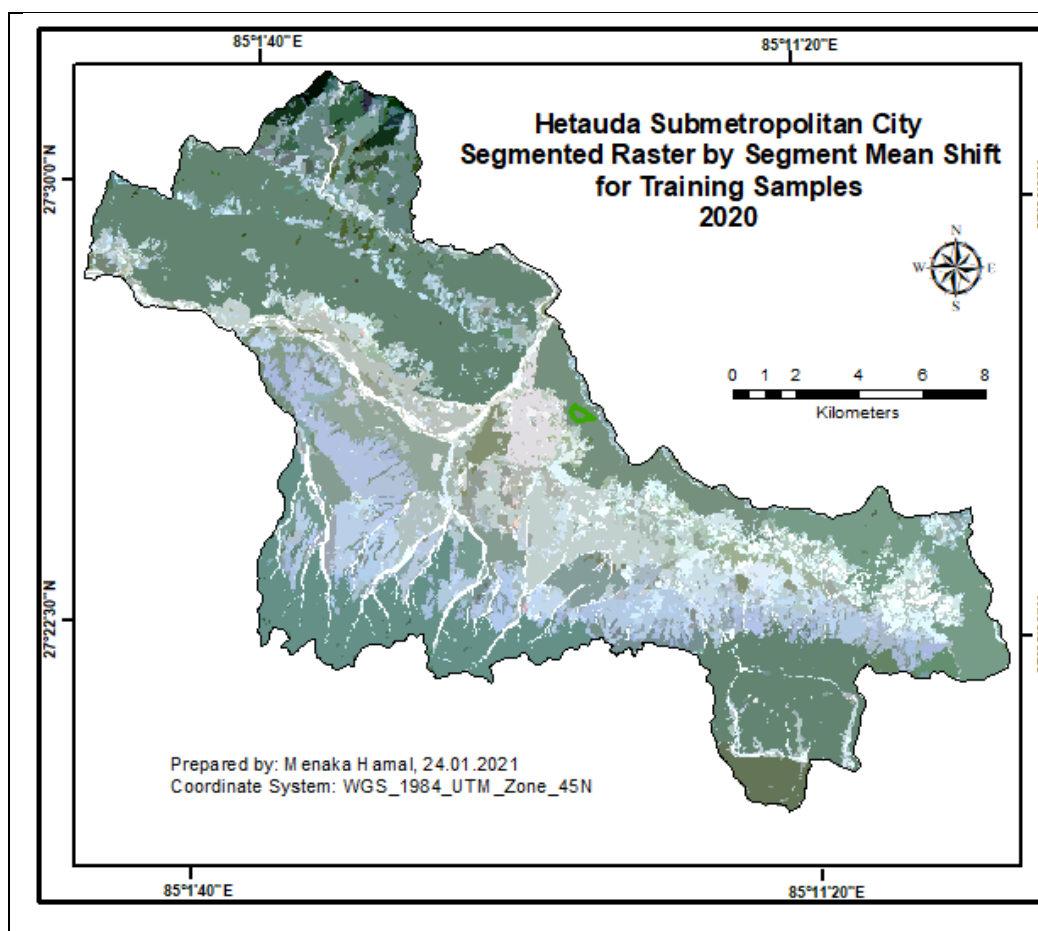 85°1'40"E
85°11'20"E
Hetauda Submetropolitan City
Segmented Raster by Segment Mean Shift
for Training Samples
2020
27°30'0"N
N
W E
S
0 1 2 4 6 8
Kilometers
27°22'30"N
Prepared by: Menaka Hamal, 24.01.2021
Coordinate System: WGS_1984_UTM_Zone_45N
85°1'40"E
85°11'20"E